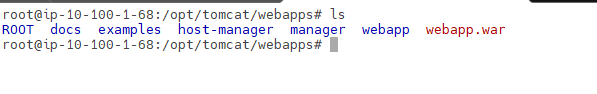 root@ip-10-100-1-68:/opt/tomcat/webapps# ls
ROOT  docs  examples  host-manager  manager  webapp  webapp.war
root@ip-10-100-1-68:/opt/tomcat/webapps#